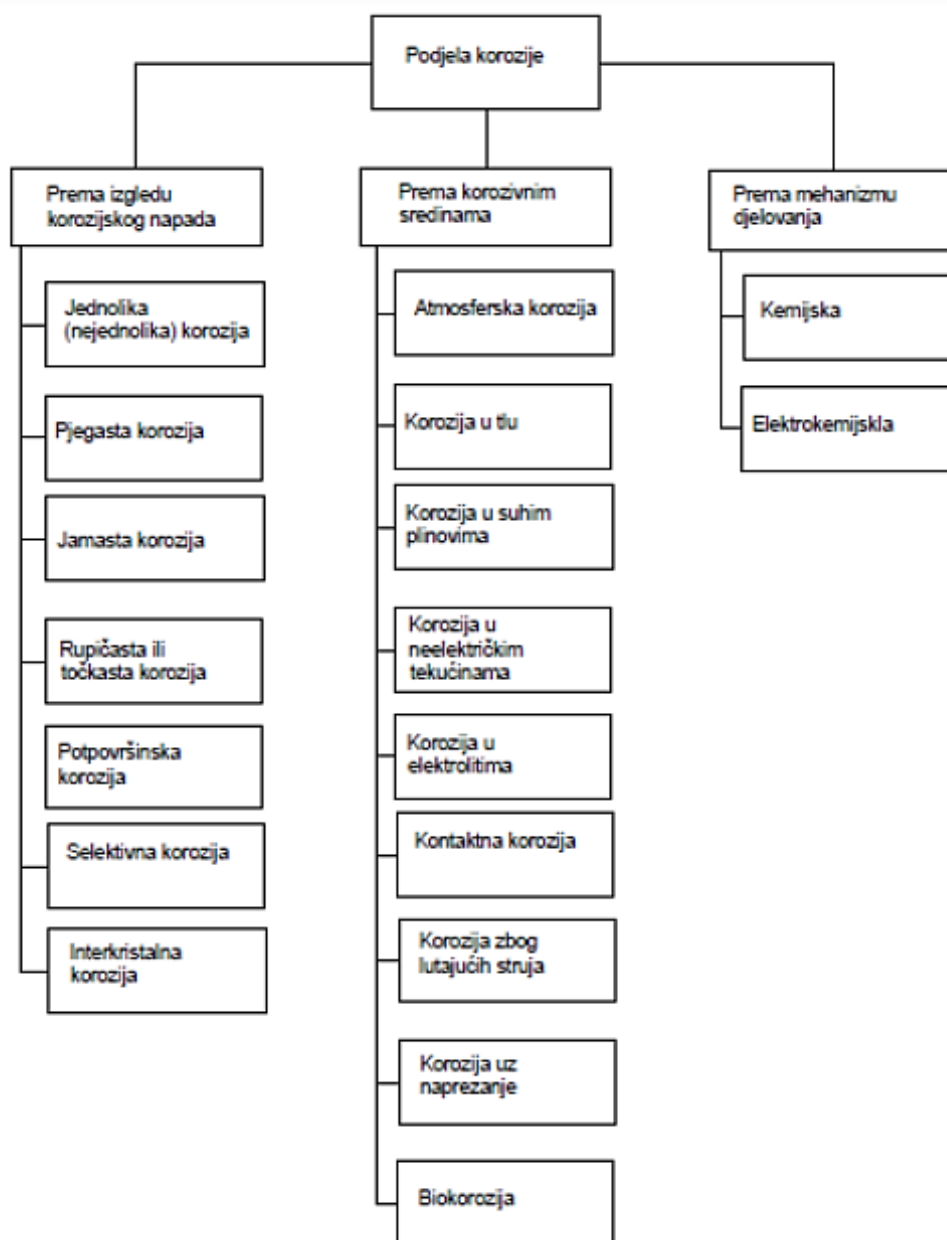 Podjela korozije
Prema izgledu
korozijskog napada
Jednolika
(nejednolika) korozija
Pjegasta korozija
Jamasta korozija
Rupičasta ili
točkasta korozija
Potpovršinska
korozija
Selektivna korozija
Interkristalna
korozija
Prema korozivnim
sredinama
Atmosferska korozija
Korozija u tlu
Korozija u suhim
plinovima
Korozija u
neelektričkim
tekućinama
Korozija u
elektrolitima
Kontaktna korozija
Korozija zbog
lutajućih struja
Korozija uz
naprezanje
Biokorozija
Prema mehanizmu
djelovanja
Kemijska
Elektrokemijskla